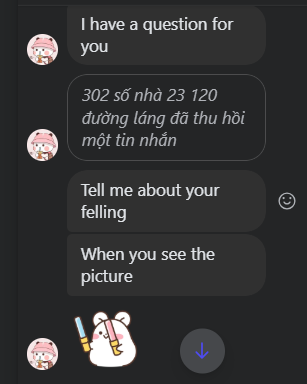 I have a question for
you
302 số nhà 23 120
đường láng đã thu hồi
một tin nhắn
Tell me about your
felling
When you see the
picture